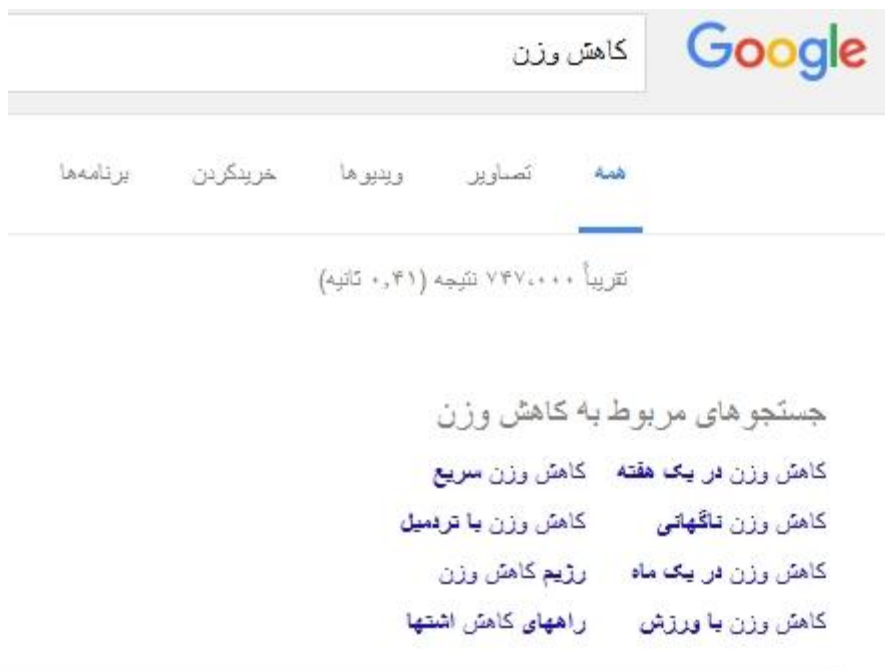 Google
کاهش وزن
همه تصاویر ویدیوها خریدکردن برنامه‌ها
تقریباً ۷۴۷،۰۰۰ نتیجه (۰٫۴۱ ثانیه)
جستجوهای مربوط به کاهش وزن
کاهش وزن در یک هفته کاهش وزن سریع
کاهش وزن ناگهانی کاهش وزن با تردمیل
کاهش وزن در یک ماه رژیم کاهش وزن
کاهش وزن با ورزش راههای کاهش اشتها